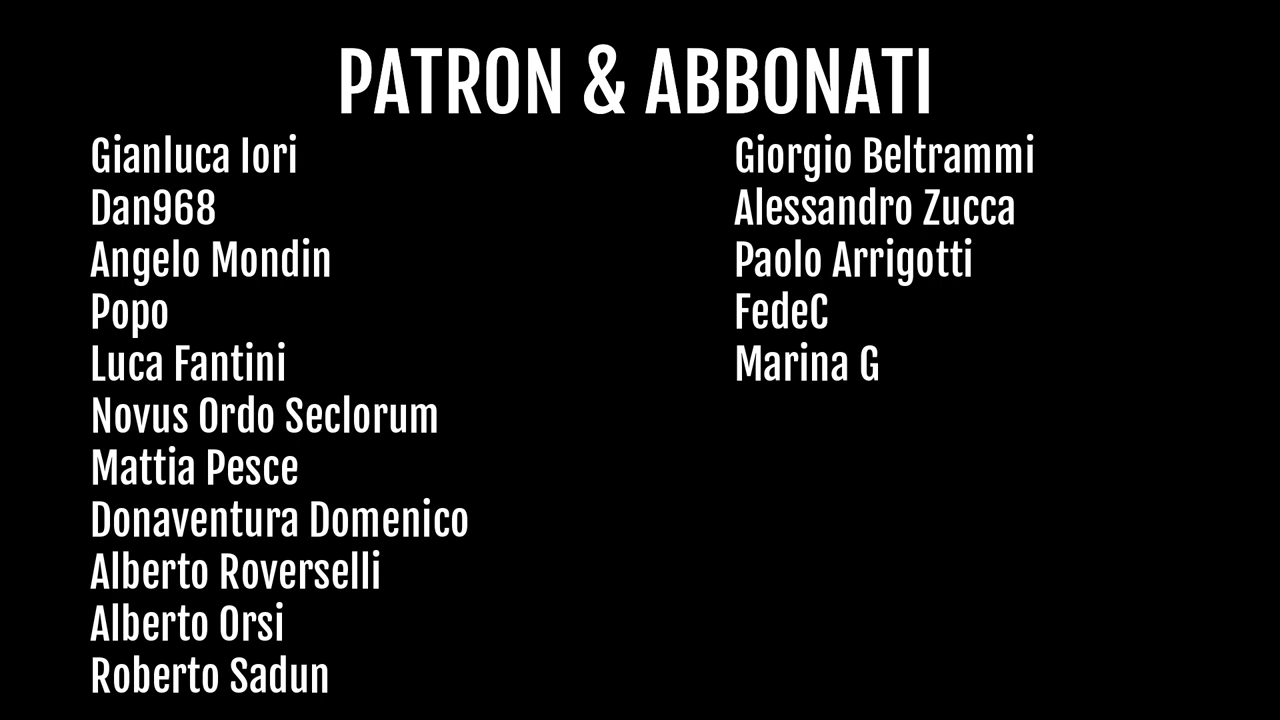 PATRON & ABBONATI
Gianluca Iori
Dan968
Angelo Mondin
Popo
Luca Fantini
Novus Ordo Seclorum
Mattia Pesce
Donaventura Domenico
Alberto Roverselli
Alberto Orsi
Roberto Sadun
Giorgio Beltrammi
Alessandro Zucca
Paolo Arrigotti
FedeC
Marina G